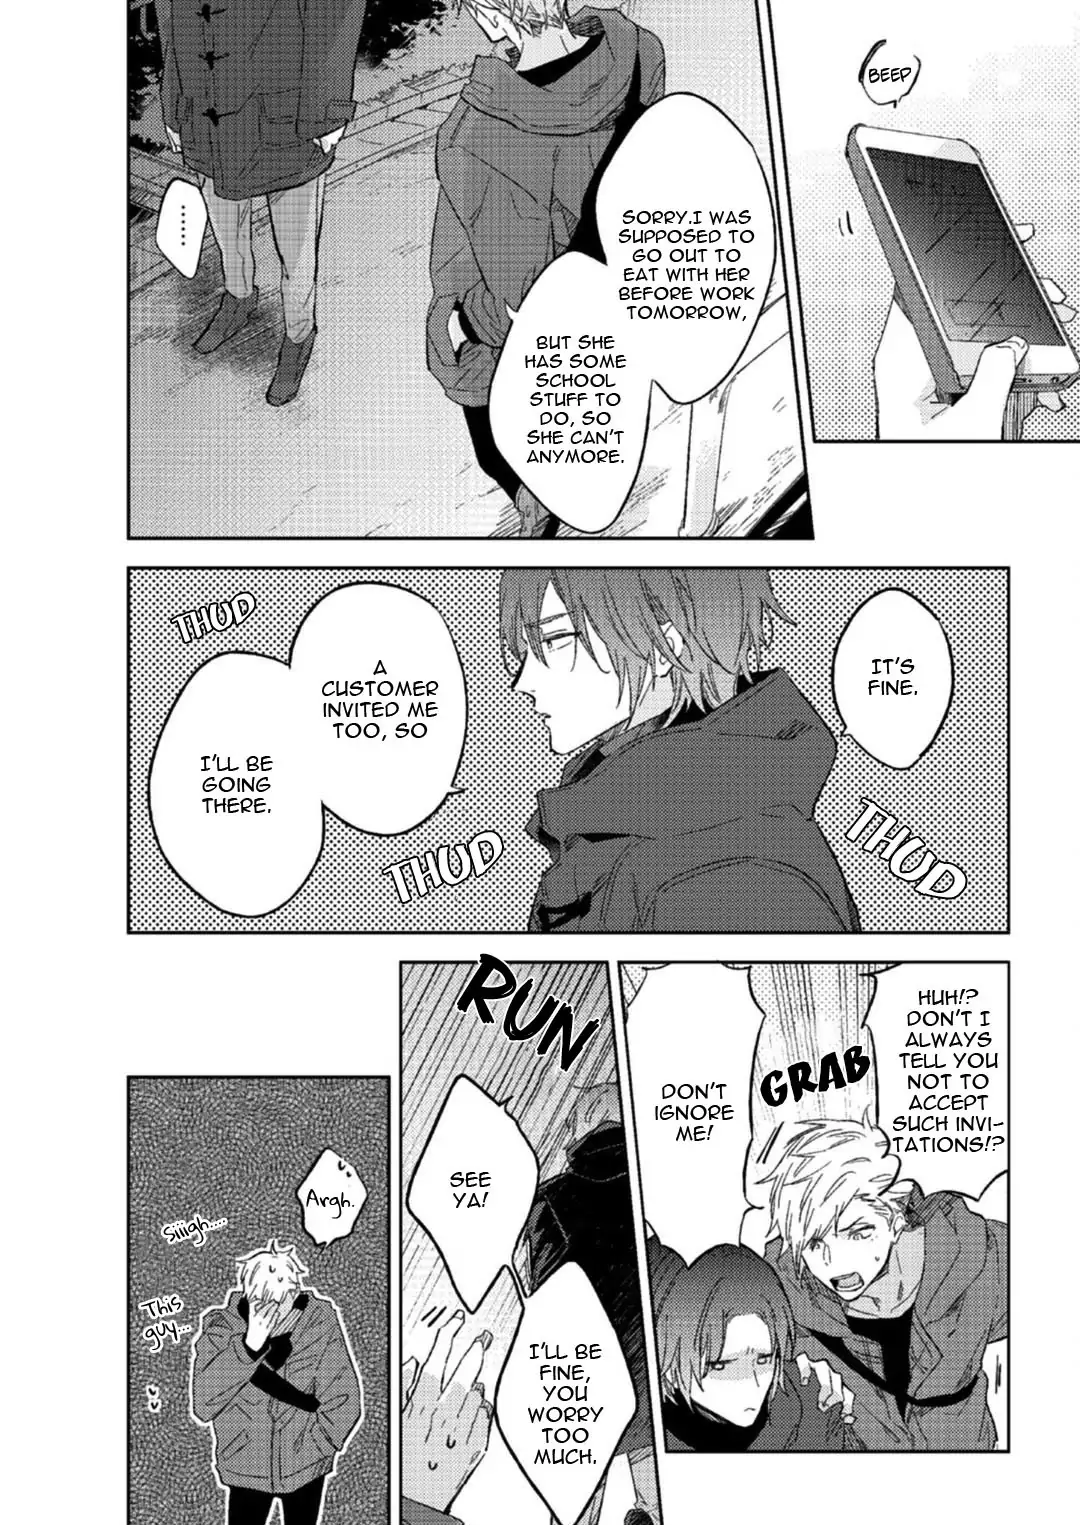 BEEP
SORRY.I WAS
SUPPOSED TO
GO OUT TO
EAT WITH HER
BEFORE WORK
TOMORROW,
BUT SHE
HAS SOME
SCHOOL
STUFF TO
DO, SO
SHE CAN'T
ANYMORE.
.......
IT'S
FINE.
THUD
A
CUSTOMER
INVITED ME
TOO, SO
THUD
I'LL BE
GOING
THERE.
THUD
HUH!?
DON'T I
ALWAYS
TELL YOU
NOT TO
ACCEPT
SUCH INVI-
TATIONS!?
GRAB
DON'T
IGNORE
ME!
RUN
SEE
YA!
I'LL BE
FINE,
YOU
WORRY
TOO
MUCH.
Argh.
Siiigh.....
This
guy...